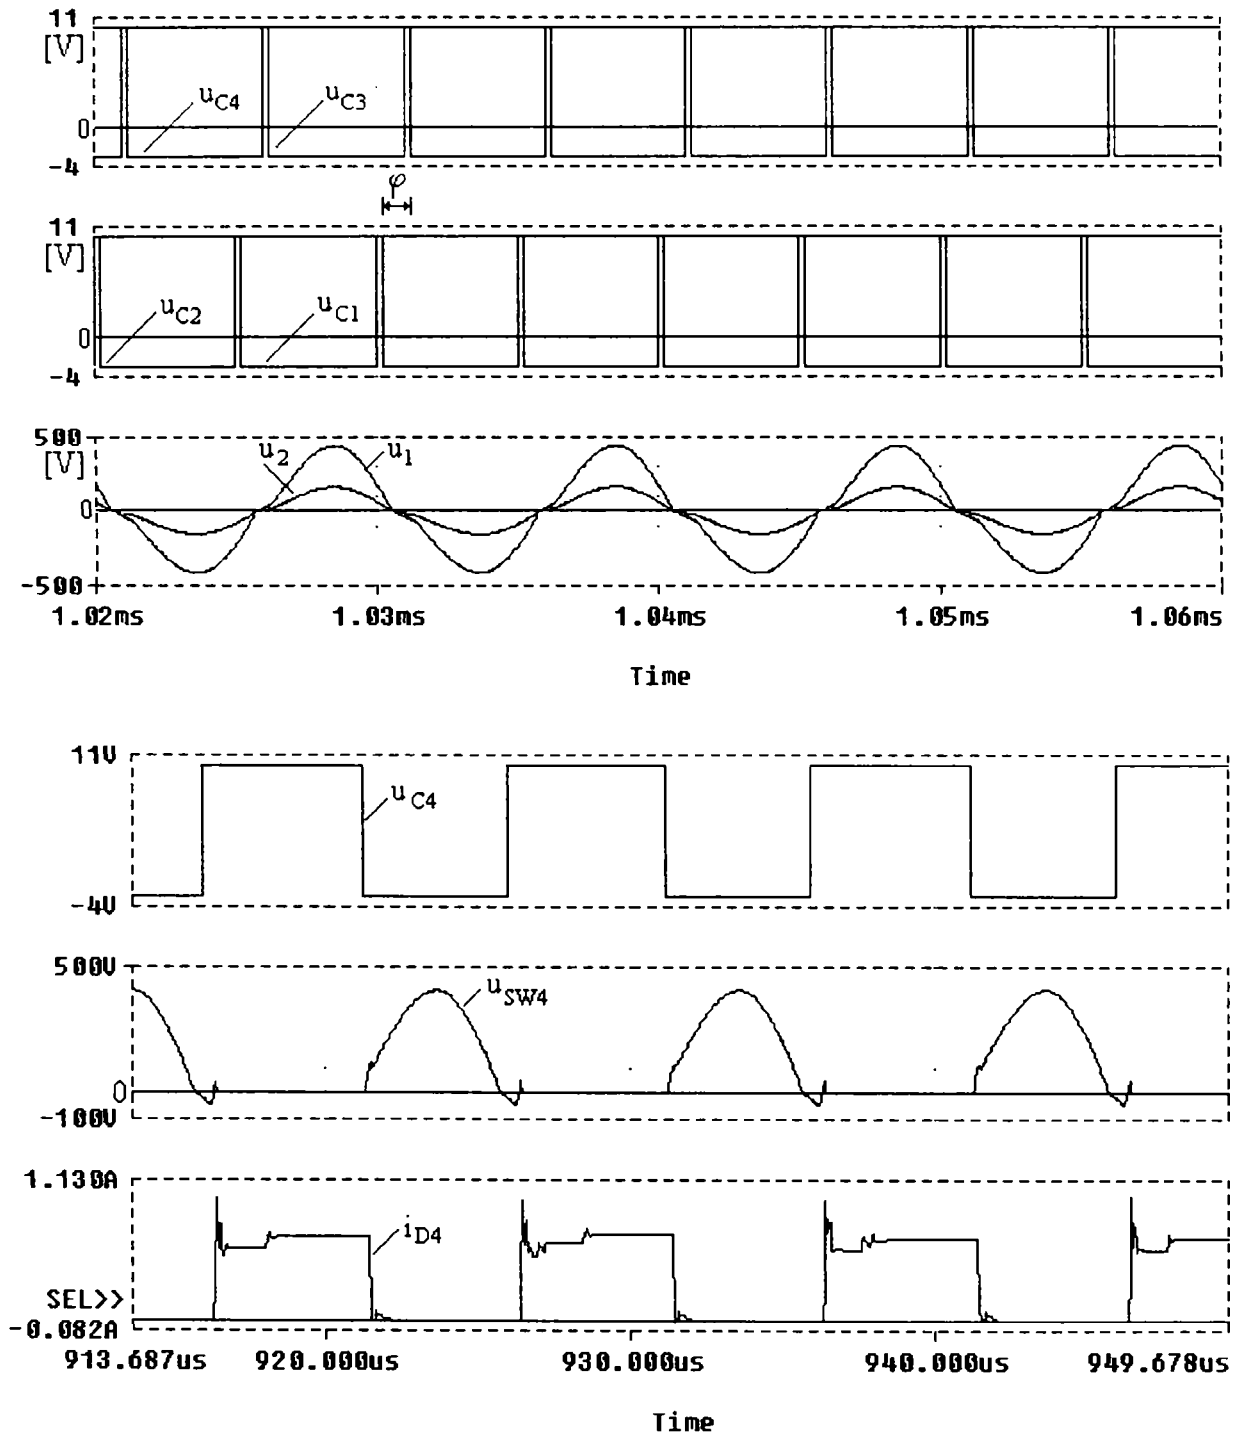 11
[V]
u_C4
u_C3
0
-4
φ
11
[V]
u_C2
u_C1
0
-4
500
[V]
u_2
u_1
0
-500
1.02ms 1.03ms 1.04ms 1.05ms 1.06ms
Time
11V
u_C4
-4V
500V
u_SW4
0
-100V
1.130A
i_D4
SEL>>
-0.082A
913.687us 920.000us 930.000us 940.000us 949.678us
Time